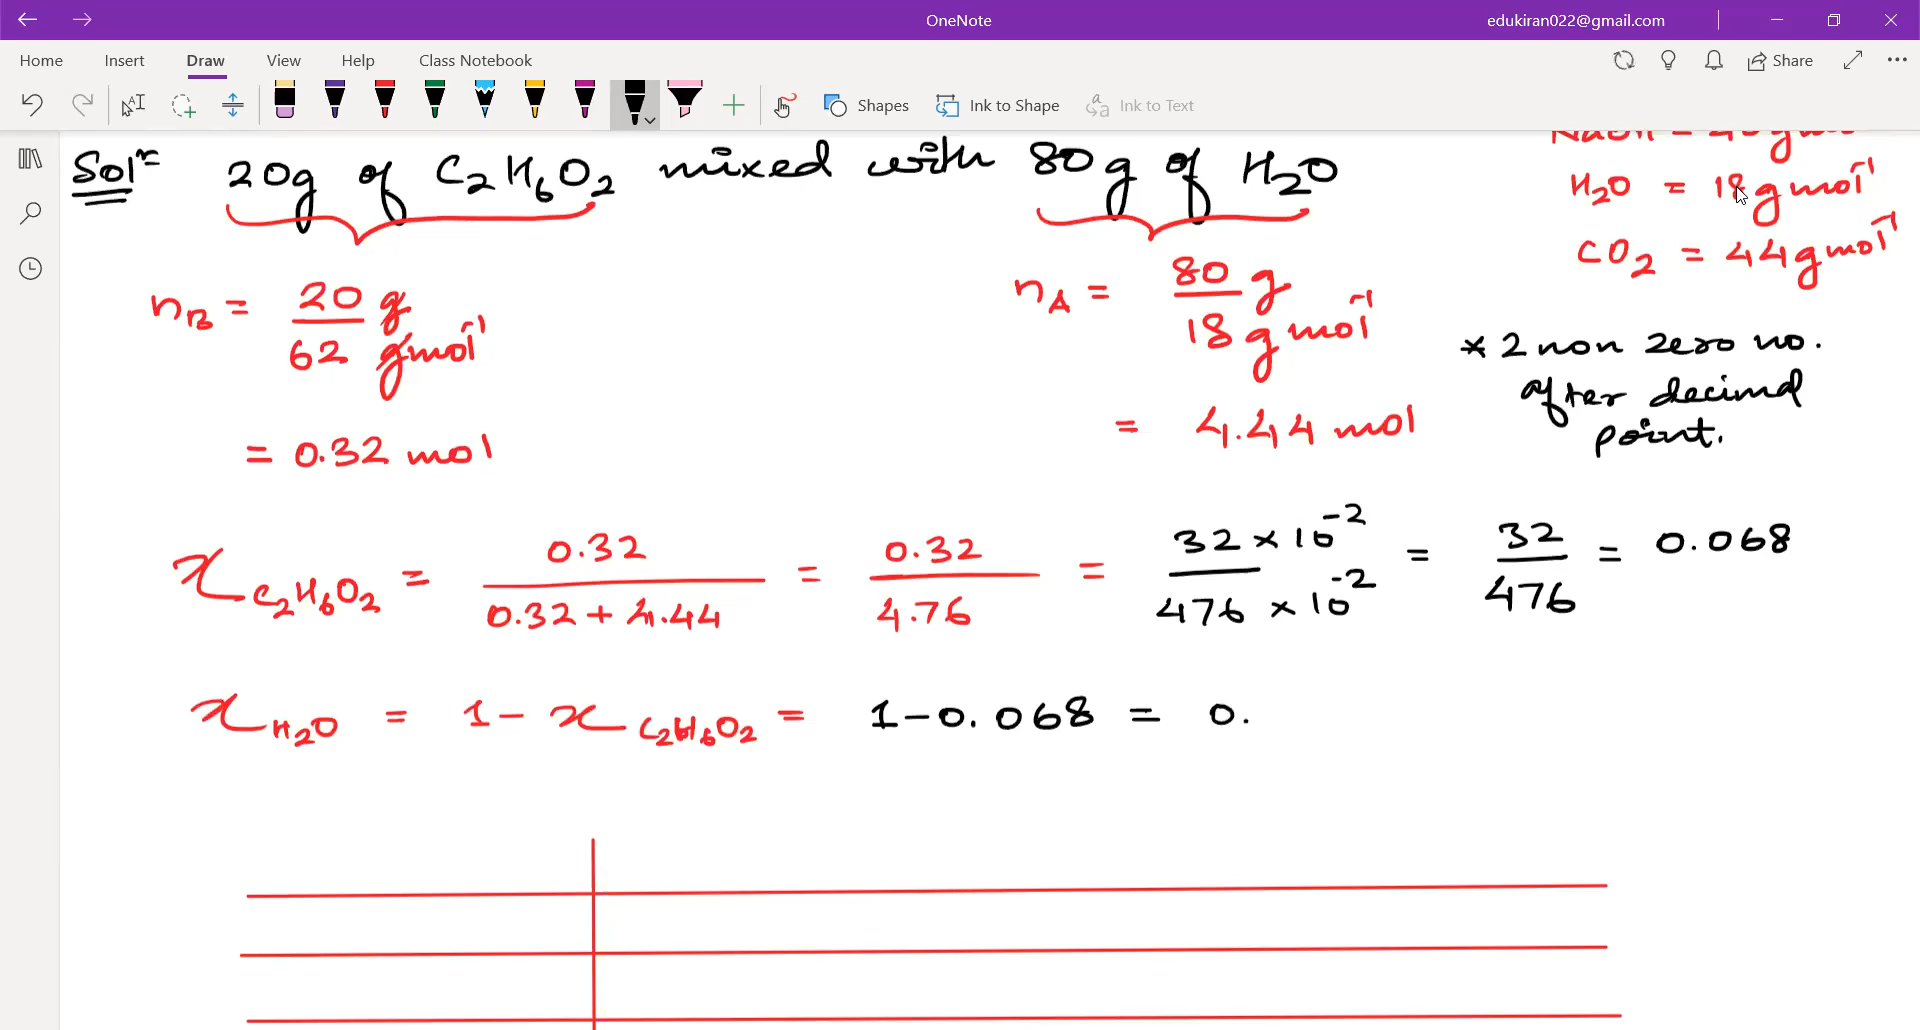 OneNote
edukiran022@gmail.com
Home Insert Draw View Help Class Notebook
Share
Shapes Ink to Shape Ink to Text
H₂O = 18 g mol⁻¹
CO₂ = 44 g mol⁻¹
Solⁿ 20g of C₂H₆O₂ mixed with 80g of H₂O
n_B = 20 g / 62 g mol⁻¹
= 0.32 mol
n_A = 80 g / 18 g mol⁻¹
= 4.44 mol
* 2 non zero no.
after decimal
point.
x_C₂H₆O₂ = 0.32 / 0.32 + 4.44 = 0.32 / 4.76 = 32 × 10⁻² / 476 × 10⁻² = 32 / 476 = 0.068
x_H₂O = 1 − x_C₂H₆O₂ = 1 − 0.068 = 0.